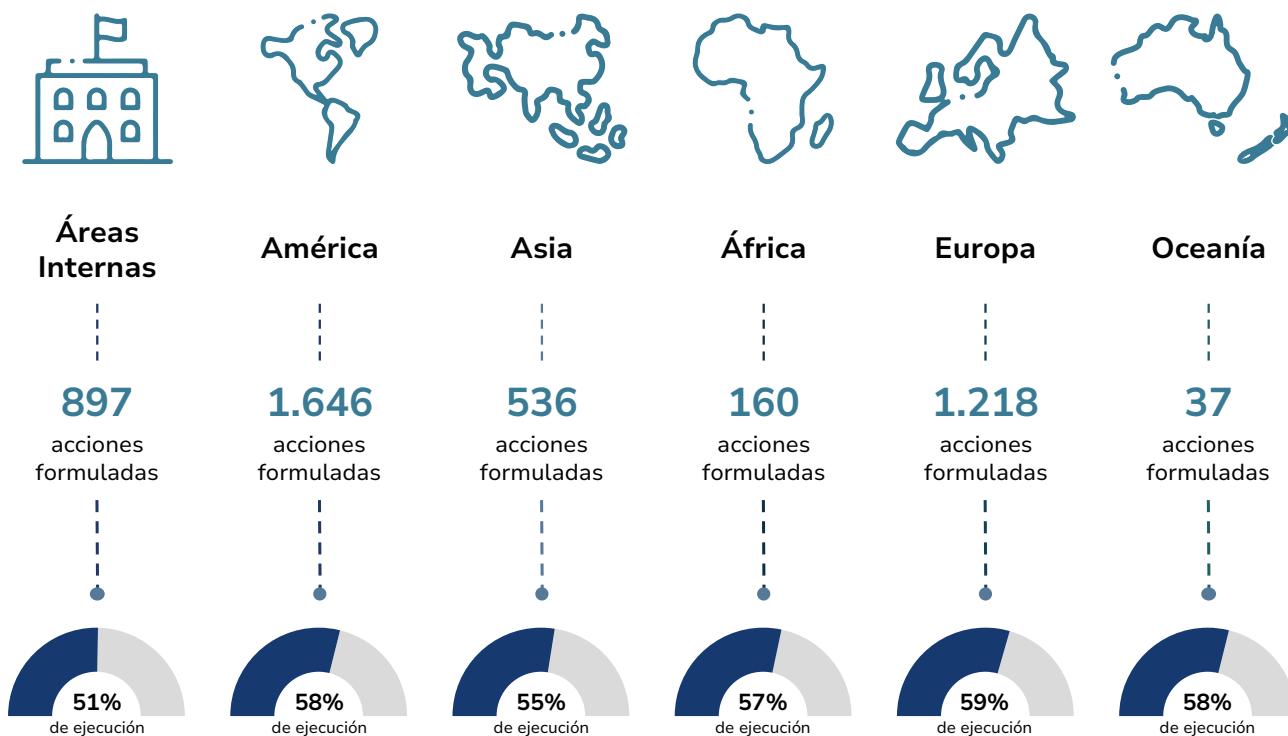 Áreas
Internas
América
Asia
África
Europa
Oceanía
897
acciones
formuladas
1.646
acciones
formuladas
536
acciones
formuladas
160
acciones
formuladas
1.218
acciones
formuladas
37
acciones
formuladas
51%
de ejecución
58%
de ejecución
55%
de ejecución
57%
de ejecución
59%
de ejecución
58%
de ejecución